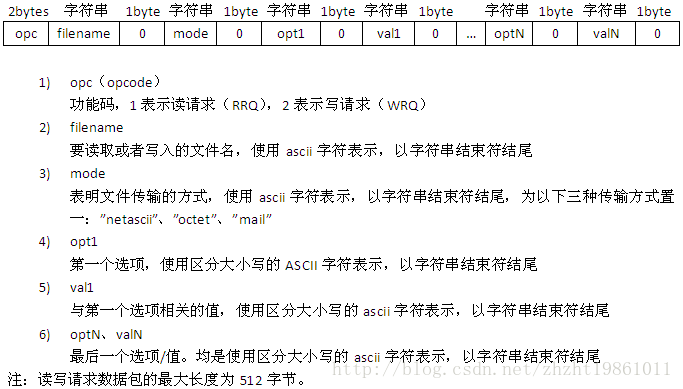 2bytes 字符串 1byte 字符串 1byte 字符串 1byte 字符串 1byte 字符串 1byte 字符串 1byte
opc filename 0 mode 0 opt1 0 val1 0 … optN 0 valN 0
1) opc（opcode）
功能码，1 表示读请求（RRQ），2 表示写请求（WRQ）
2) filename
要读取或者写入的文件名，使用 ascii 字符表示，以字符串结束符结尾
3) mode
表明文件传输的方式，使用 ascii 字符表示，以字符串结束符结尾，为以下三种传输方式置
一：”netascii”、”octet”、”mail”
4) opt1
第一个选项，使用区分大小写的 ASCII 字符表示，以字符串结束符结尾
5) val1
与第一个选项相关的值，使用区分大小写的 ascii 字符表示，以字符串结束符结尾
6) optN、valN
最后一个选项/值。均是使用区分大小写的 ascii 字符表示，以字符串结束符结尾
注：读写请求数据包的最大长度为 512 字节。
http://blog.csdn.net/zhzht19861011